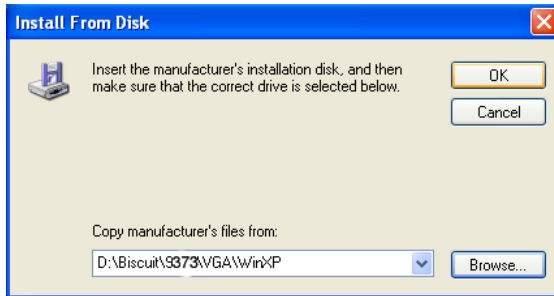 Install From Disk
Insert the manufacturer's installation disk, and then
make sure that the correct drive is selected below.
OK
Cancel
Copy manufacturer's files from:
D:\Biscuit\9373\VGA\WinXP
Browse...